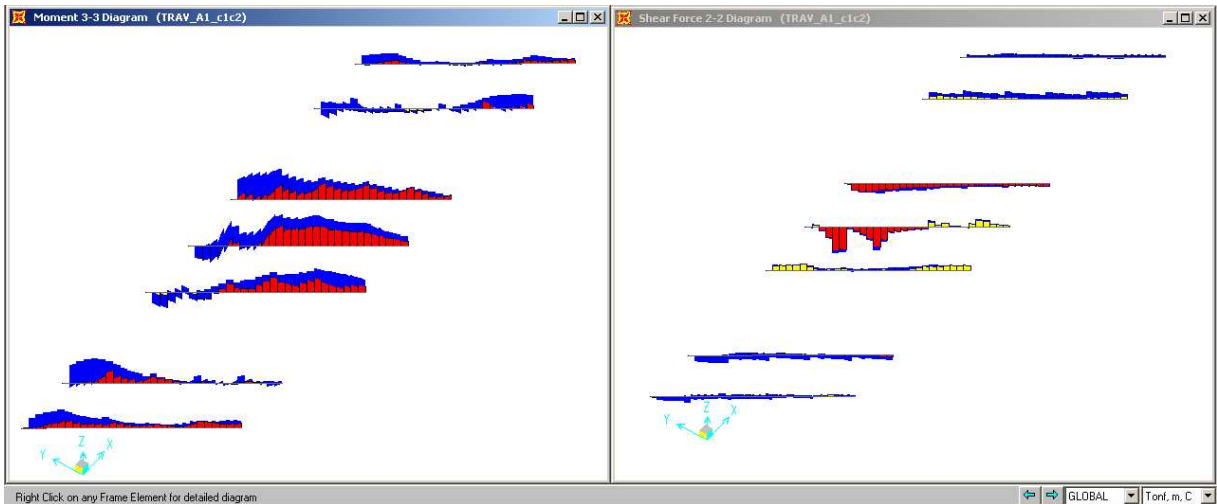 Moment 3-3 Diagram (TRAV_A1_c1c2)
Shear Force 2-2 Diagram (TRAV_A1_c1c2)
Z
Y
X
Z
Y
X
Right Click on any Frame Element for detailed diagram
GLOBAL
Tonf, m, C